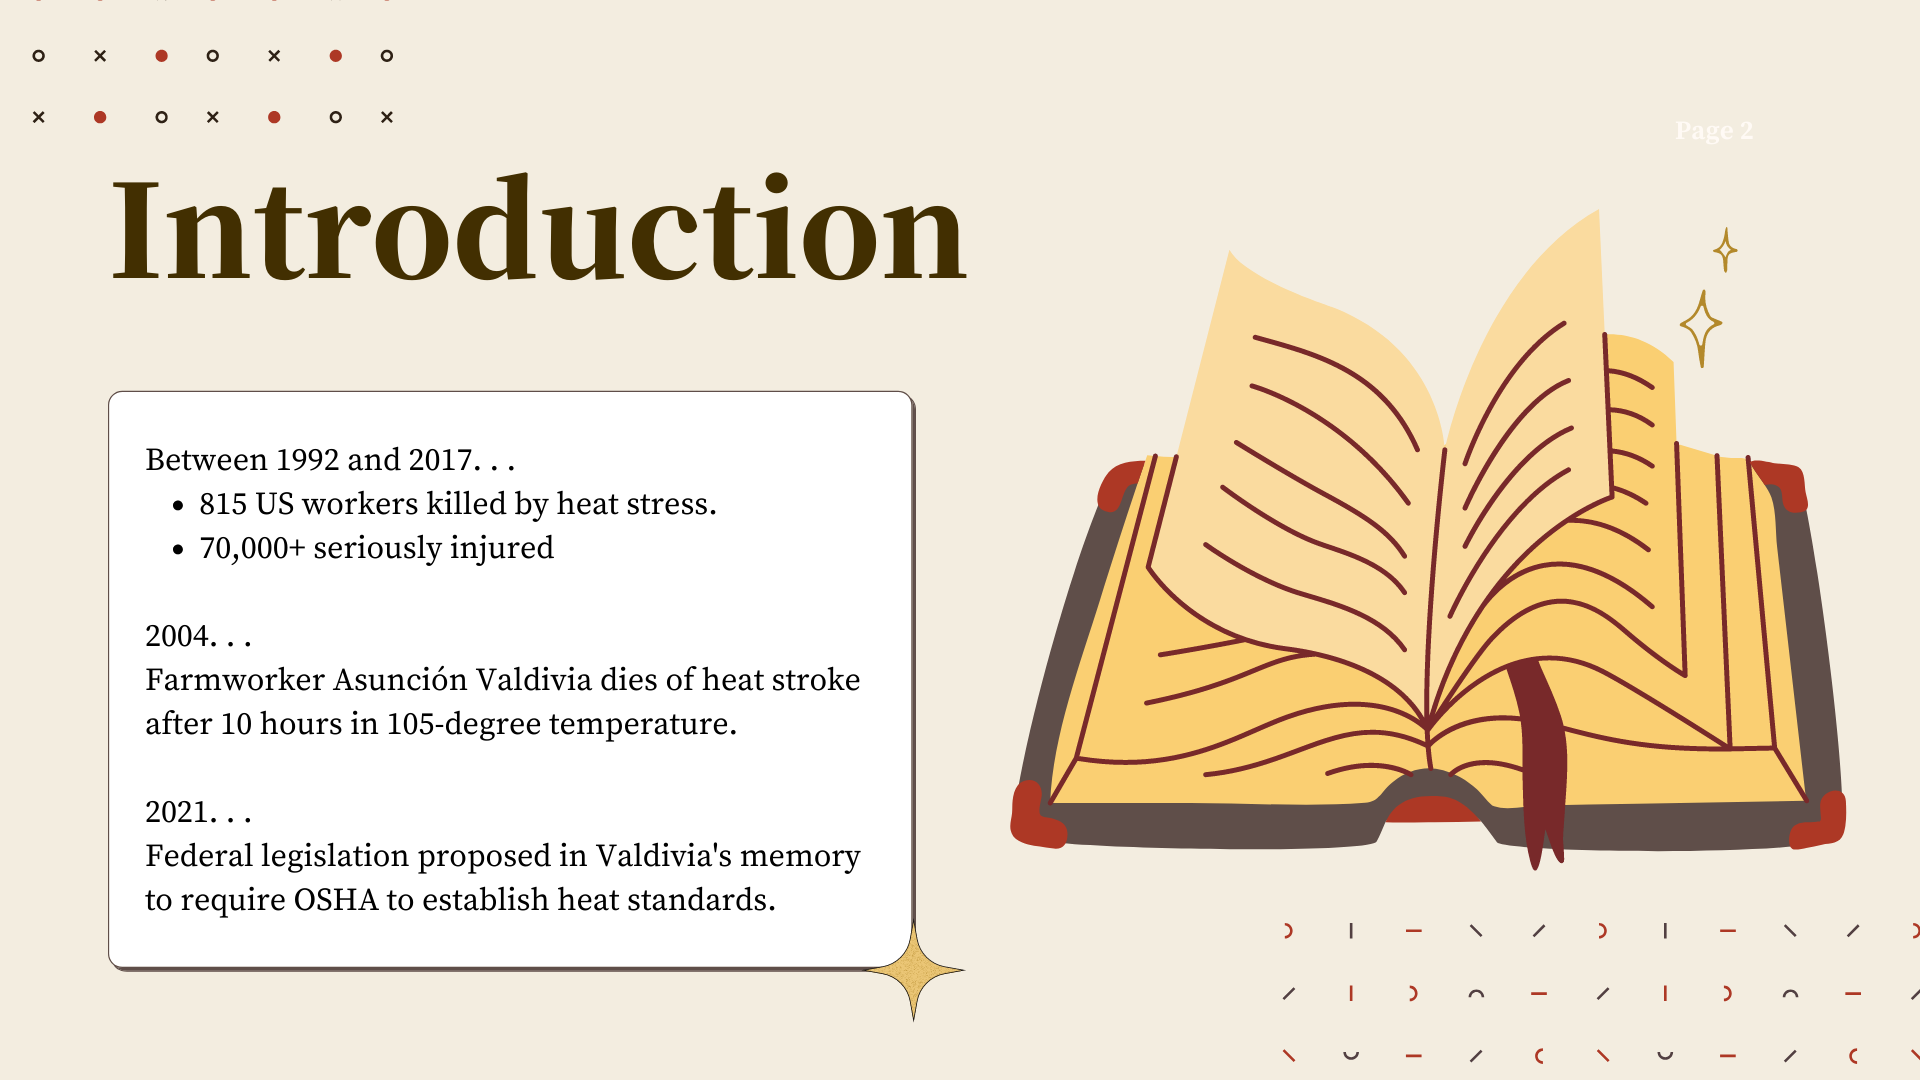 Page 2
Introduction
Between 1992 and 2017. . .
• 815 US workers killed by heat stress.
• 70,000+ seriously injured
2004. . .
Farmworker Asunción Valdivia dies of heat stroke
after 10 hours in 105-degree temperature.
2021. . .
Federal legislation proposed in Valdivia's memory
to require OSHA to establish heat standards.